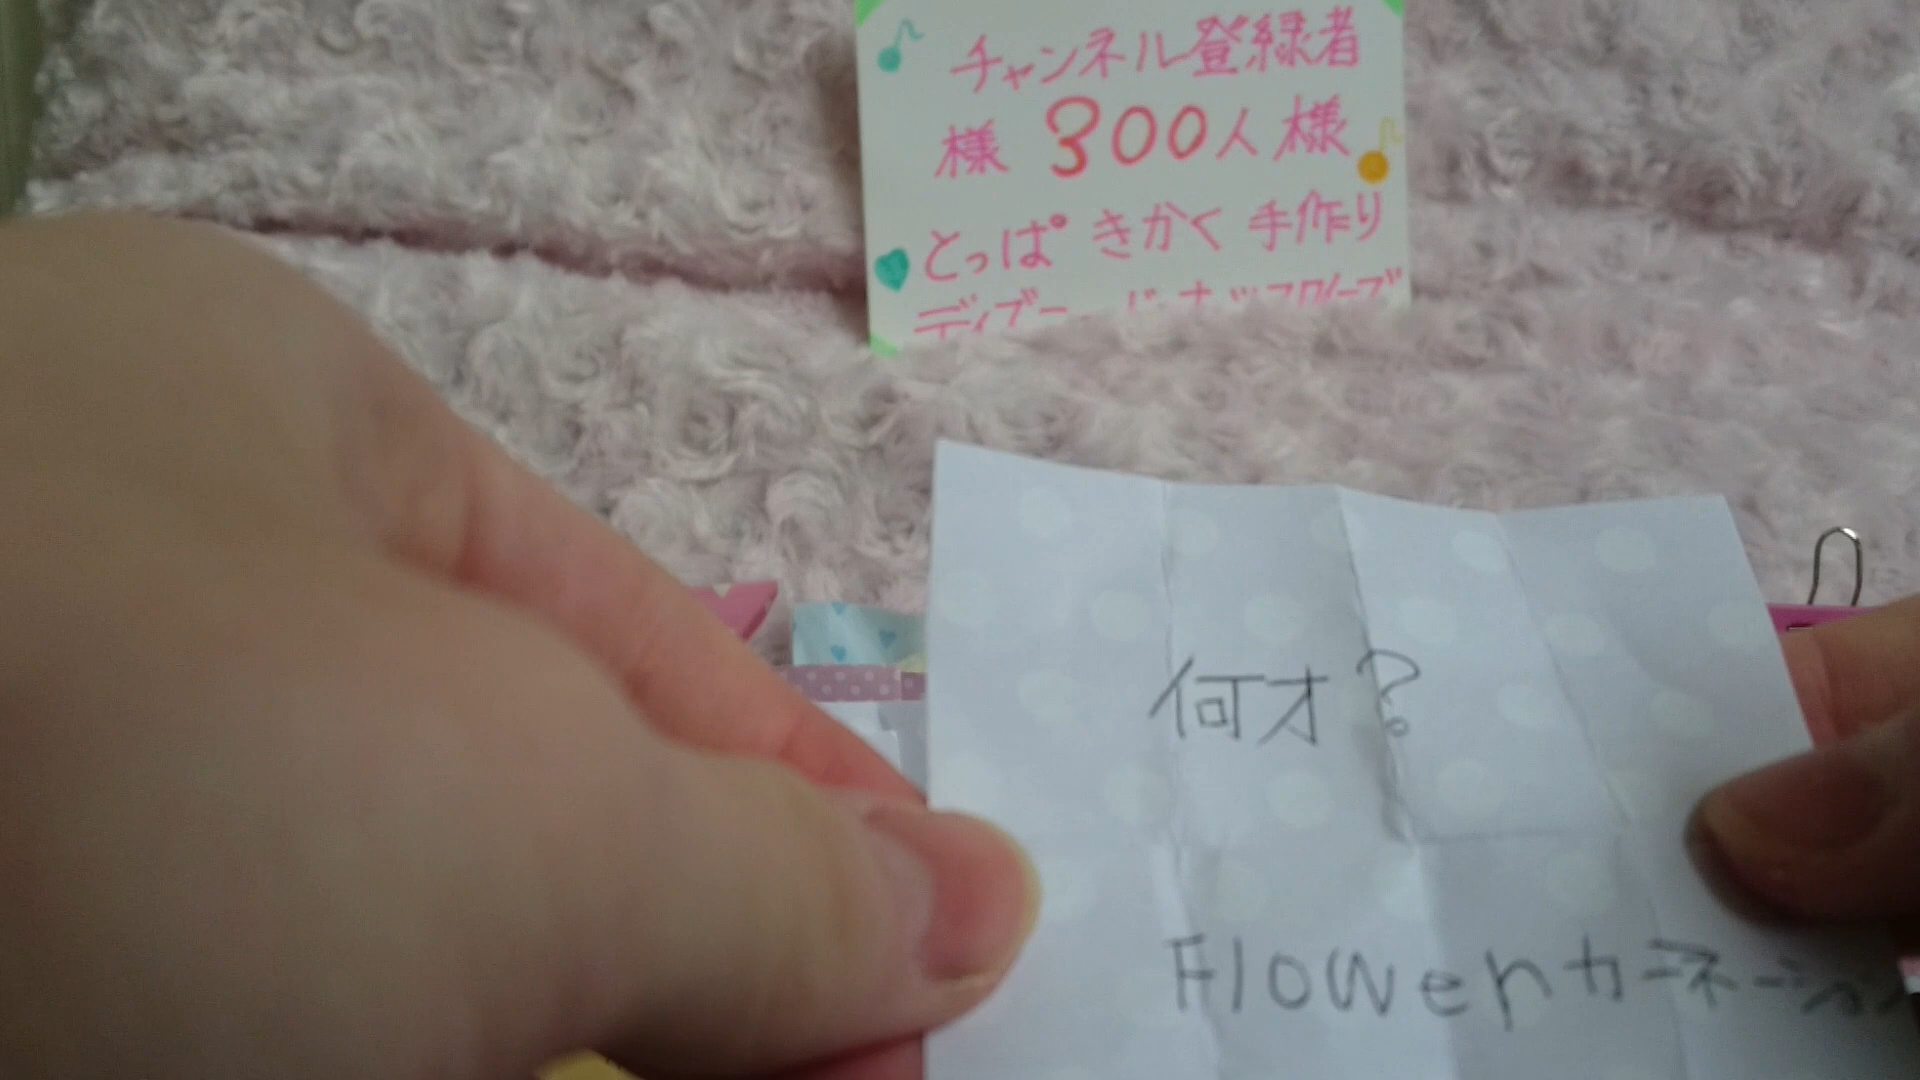 チャンネル登録者
様 300人様
とっぱ きかく 手作り
何才?
Flowerカーネーション